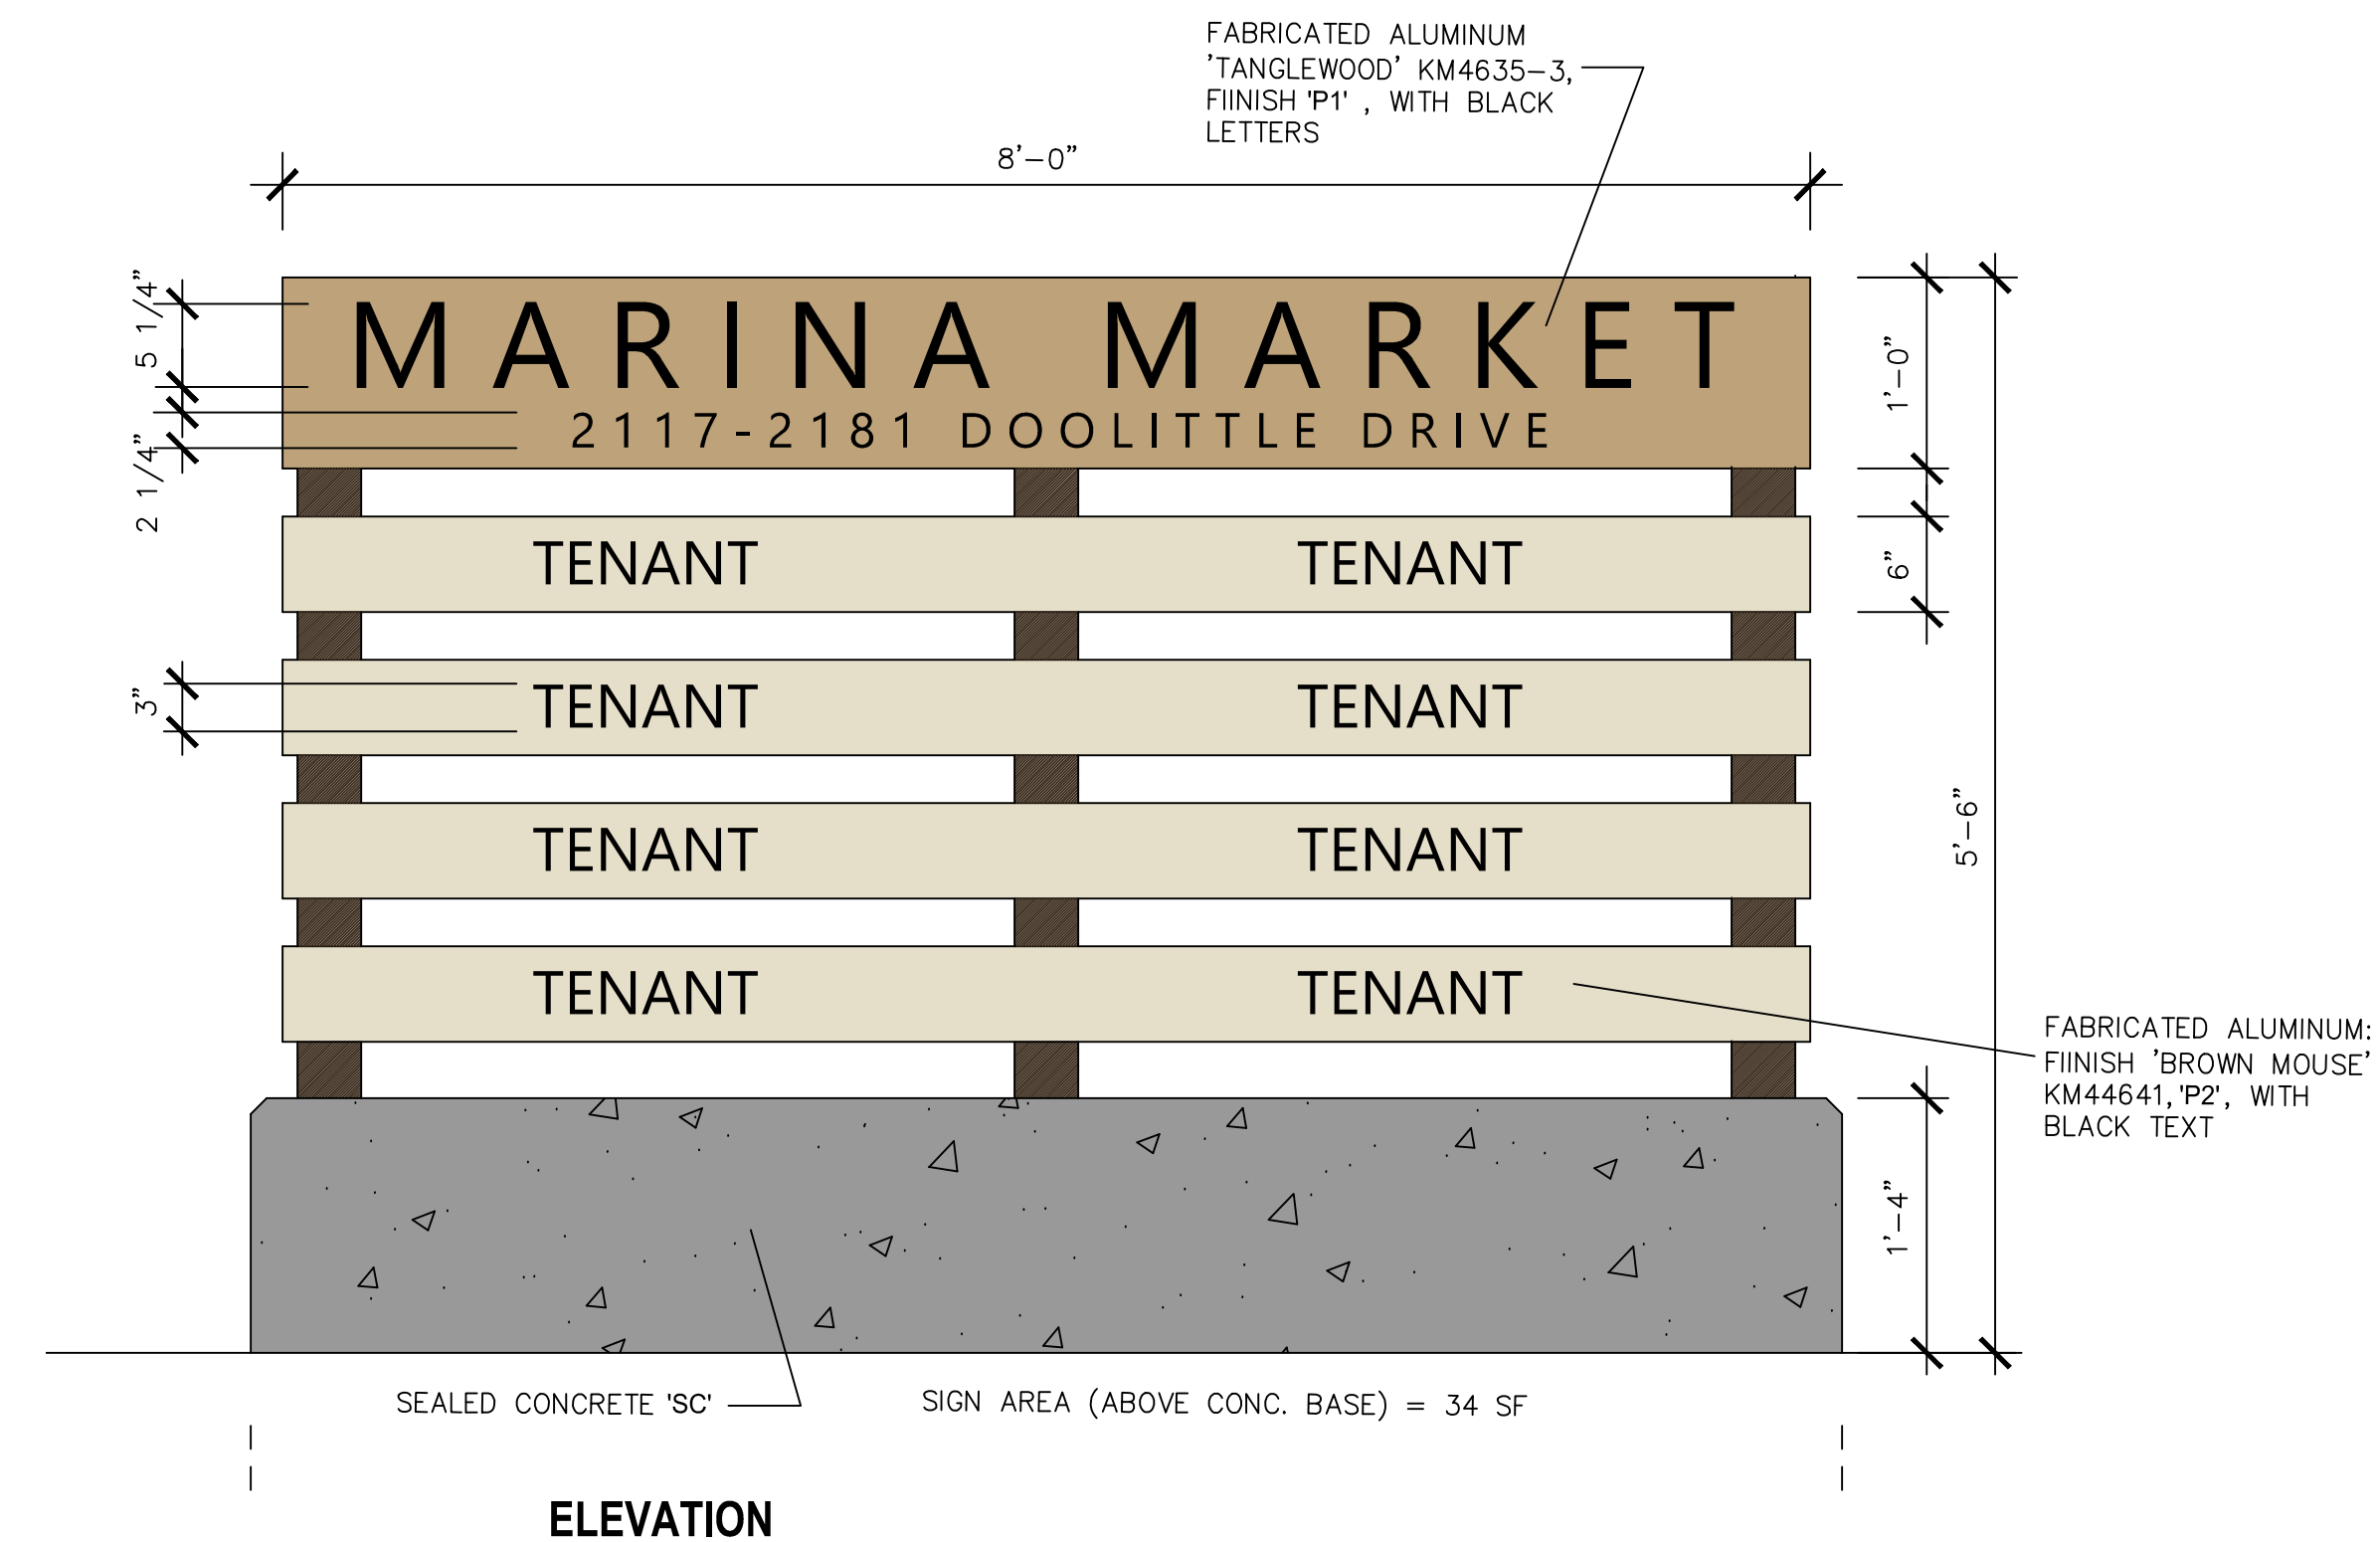 FABRICATED ALUMINUM
'TANGLEWOOD' KM4635-3,
FIINISH 'P1' , WITH BLACK
LETTERS
8'-0"
5 1/4"
2 1/4"
MARINA MARKET
2117-2181 DOOLITTLE DRIVE
1'-0"
TENANT TENANT
6"
3"
TENANT TENANT
TENANT TENANT
5'-6"
TENANT TENANT
FABRICATED ALUMINUM:
FIINISH 'BROWN MOUSE'
KM44641, 'P2', WITH
BLACK TEXT
1'-4"
SEALED CONCRETE 'SC'
SIGN AREA (ABOVE CONC. BASE) = 34 SF
ELEVATION